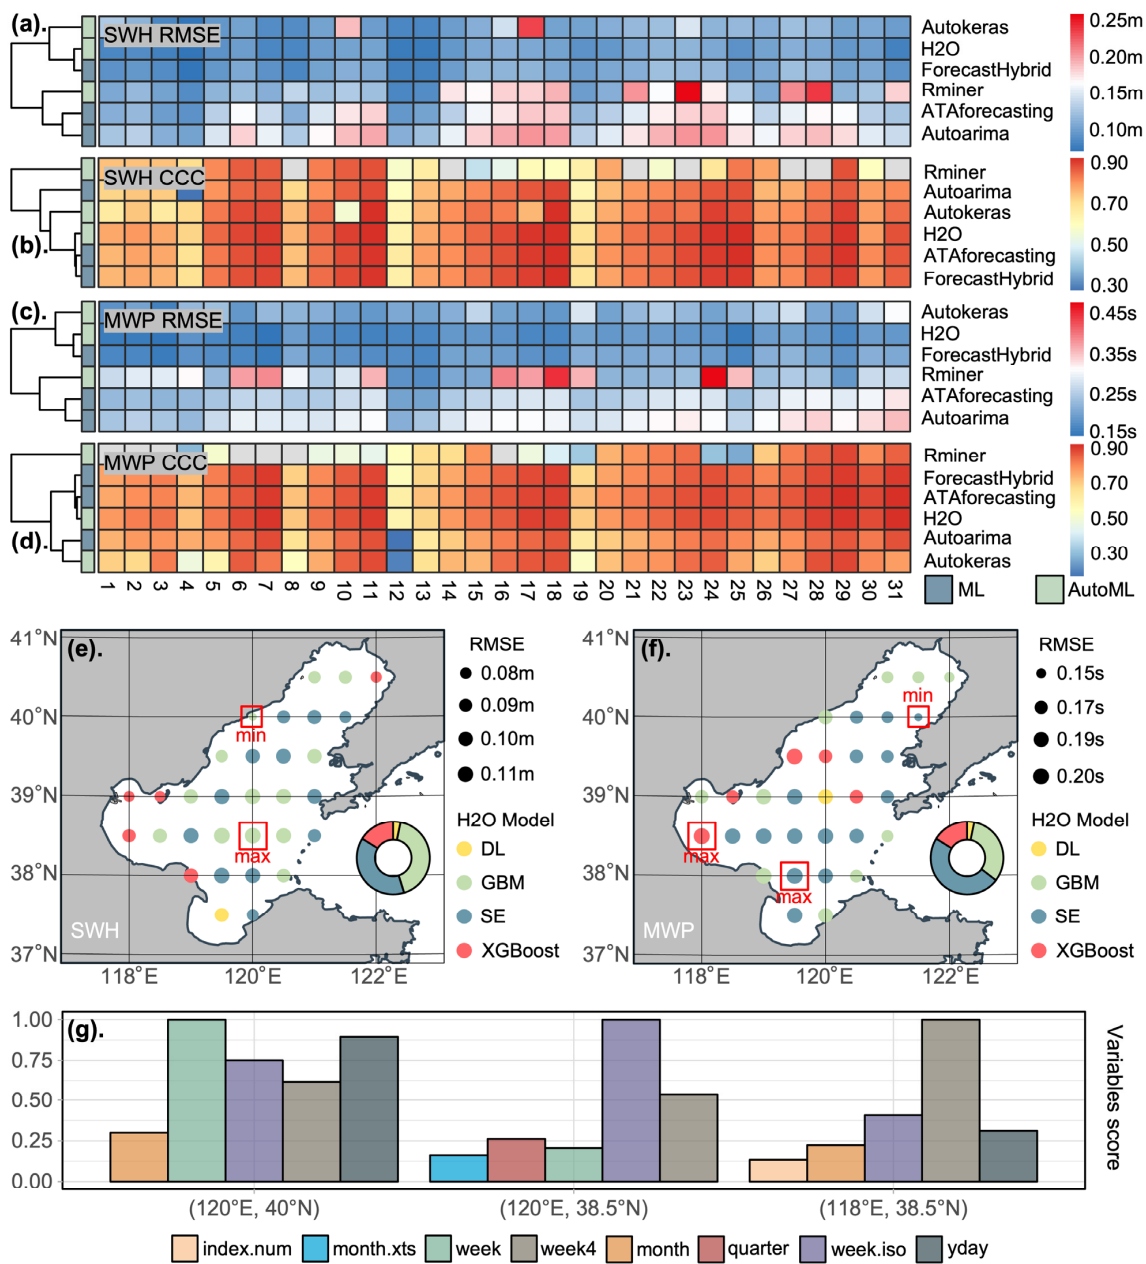 (a).
SWH RMSE
Autokeras
H2O
ForecastHybrid
Rminer
ATAforecasting
Autoarima
0.25m
0.20m
0.15m
0.10m
(b).
SWH CCC
Rminer
Autoarima
Autokeras
H2O
ATAforecasting
ForecastHybrid
0.90
0.70
0.50
0.30
(c).
MWP RMSE
Autokeras
H2O
ForecastHybrid
Rminer
ATAforecasting
Autoarima
0.45s
0.35s
0.25s
0.15s
(d).
MWP CCC
Rminer
ForecastHybrid
ATAforecasting
H2O
Autoarima
Autokeras
0.90
0.70
0.50
0.30
1 2 3 4 5 6 7 8 9 10 11 12 13 14 15 16 17 18 19 20 21 22 23 24 25 26 27 28 29 30 31
ML
AutoML
(e).
41°N
40°N
39°N
38°N
37°N
118°E 120°E 122°E
min
max
SWH
RMSE
0.08m
0.09m
0.10m
0.11m
H2O Model
DL
GBM
SE
XGBoost
(f).
41°N
40°N
39°N
38°N
37°N
118°E 120°E 122°E
min
max
max
MWP
RMSE
0.15s
0.17s
0.19s
0.20s
H2O Model
DL
GBM
SE
XGBoost
(g).
1.00
0.75
0.50
0.25
0.00
Variables score
(120°E, 40°N) (120°E, 38.5°N) (118°E, 38.5°N)
index.num month.xts week week4 month quarter week.iso yday